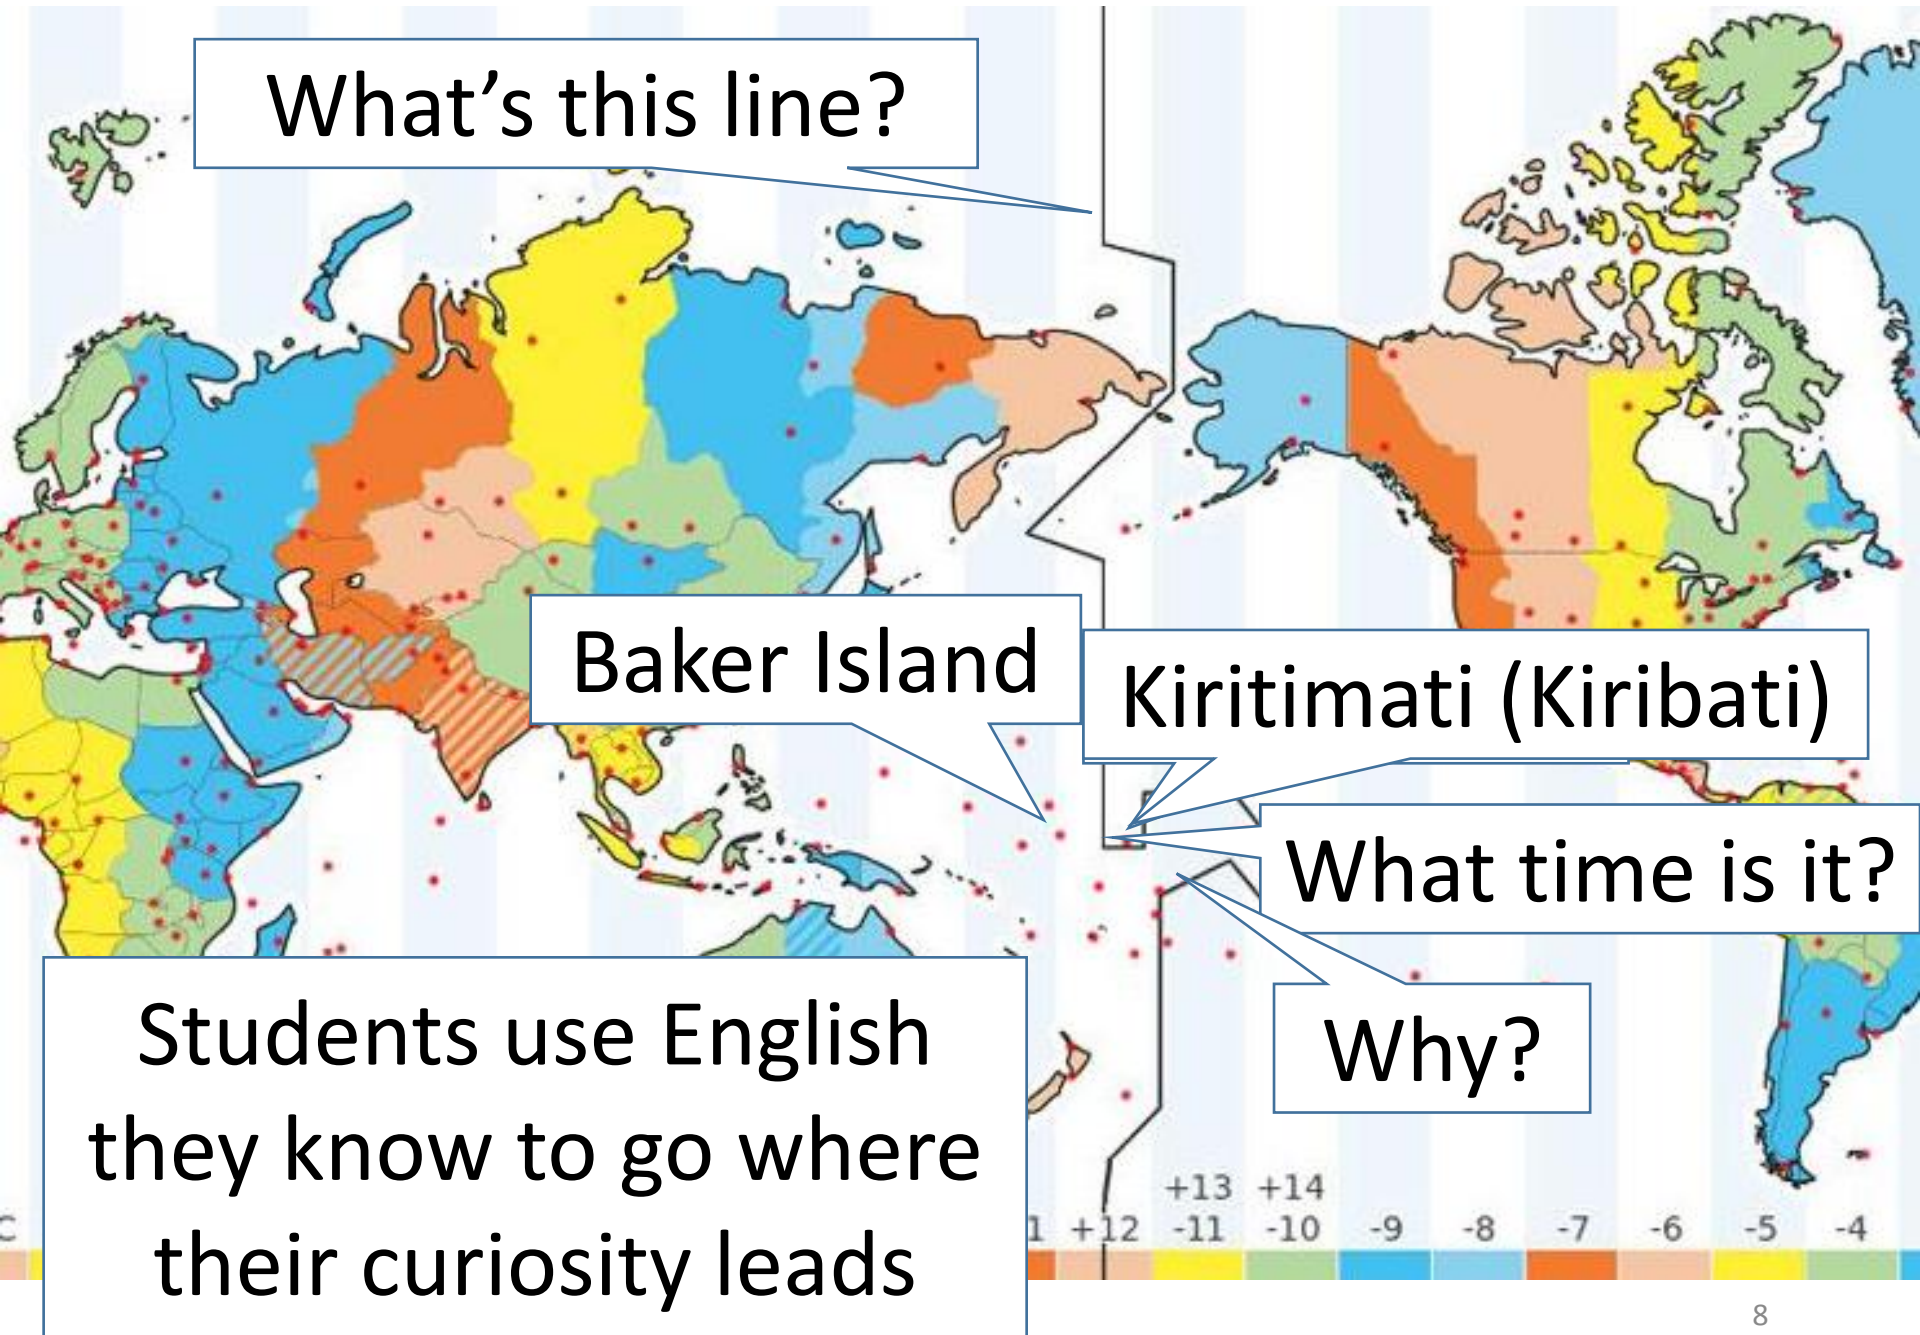 What's this line?
Baker Island
Kiritimati (Kiribati)
What time is it?
Why?
Students use English
they know to go where
their curiosity leads
+13 +14
C 1 +12 -11 -10 -9 -8 -7 -6 -5 -4
8